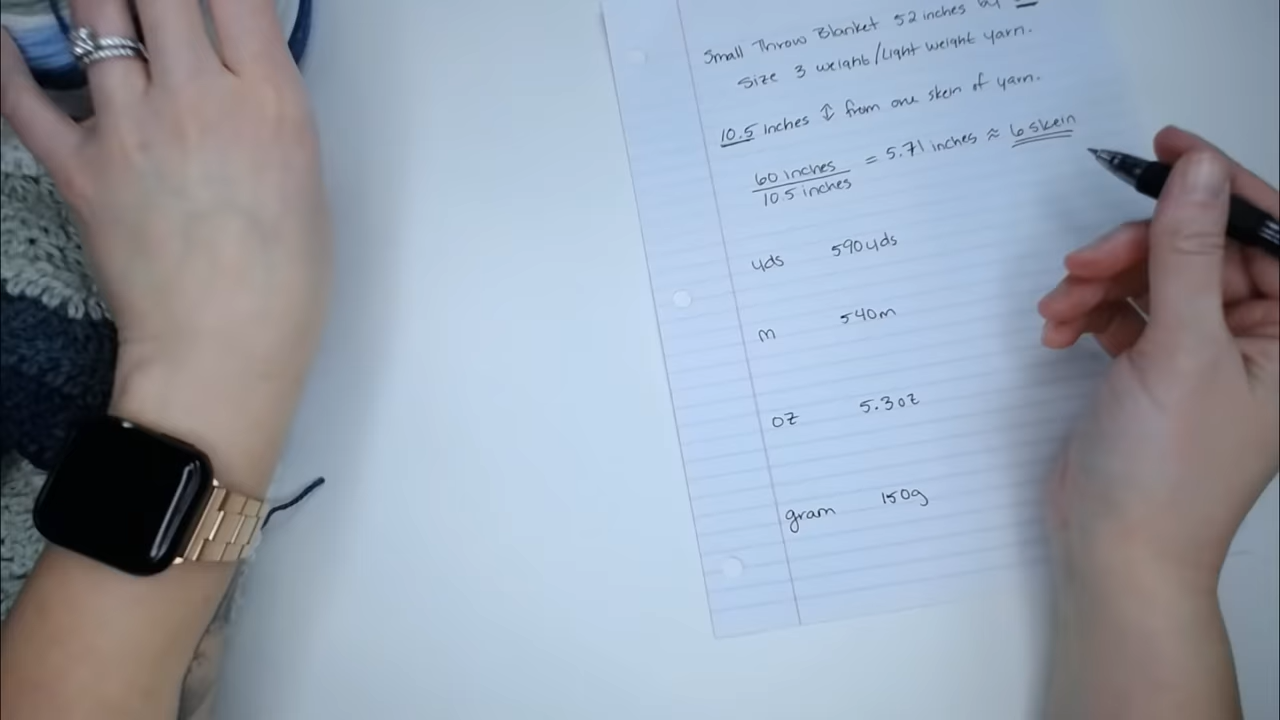 Small Throw Blanket 52 inches by
Size 3 weight/Light weight yarn.
10.5 inches ↕ from one skein of yarn.
60 inches
10.5 inches
= 5.71 inches ≈ 6 skein
yds 590yds
m 540m
oz 5.3oz
gram 150g